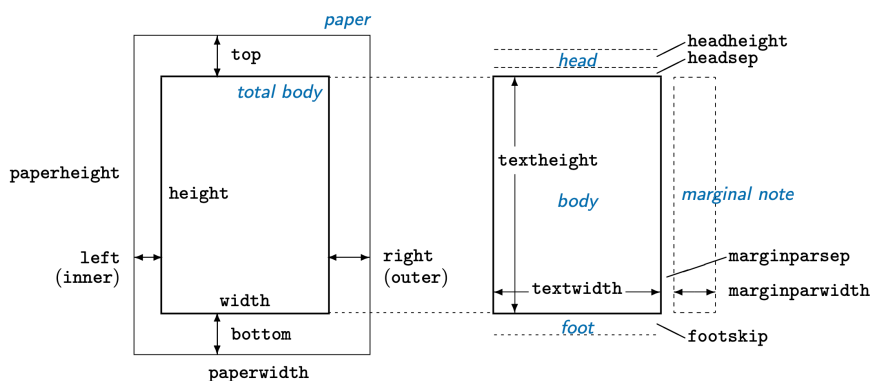 paper
top
total body
paperheight
height
left
(inner)
right
(outer)
width
bottom
paperwidth
headheight
head
headsep
textheight
body
marginal note
marginparsep
textwidth
marginparwidth
foot
footskip